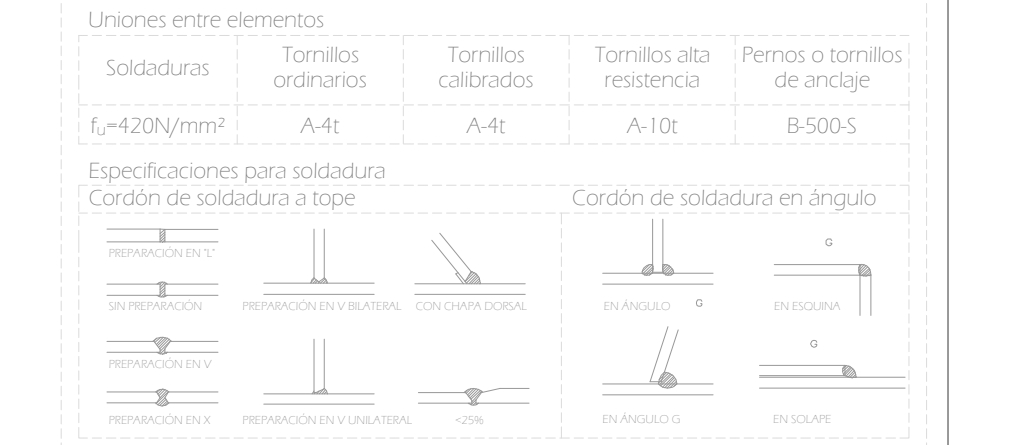 Uniones entre elementos
Soldaduras
Tornillos
ordinarios
Tornillos
calibrados
Tornillos alta
resistencia
Pernos o tornillos
de anclaje
fᵤ=420N/mm²
A-4t
A-4t
A-10t
B-500-S
Especificaciones para soldadura
Cordón de soldadura a tope
Cordón de soldadura en ángulo
PREPARACIÓN EN "L"
SIN PREPARACIÓN
PREPARACIÓN EN V BILATERAL
CON CHAPA DORSAL
PREPARACIÓN EN V
PREPARACIÓN EN X
PREPARACIÓN EN V UNILATERAL
<25%
G
EN ÁNGULO
G
EN ESQUINA
G
EN ÁNGULO G
EN SOLAPE